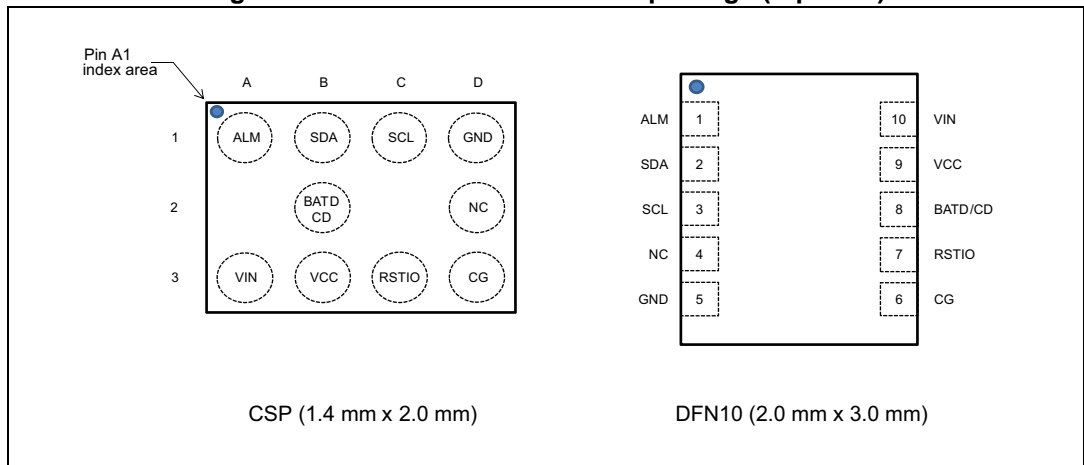 Pin A1
index area
A B C D
1 ALM SDA SCL GND
2 BATD
CD NC
3 VIN VCC RSTIO CG
CSP (1.4 mm x 2.0 mm)
ALM 1 10 VIN
SDA 2 9 VCC
SCL 3 8 BATD/CD
NC 4 7 RSTIO
GND 5 6 CG
DFN10 (2.0 mm x 3.0 mm)